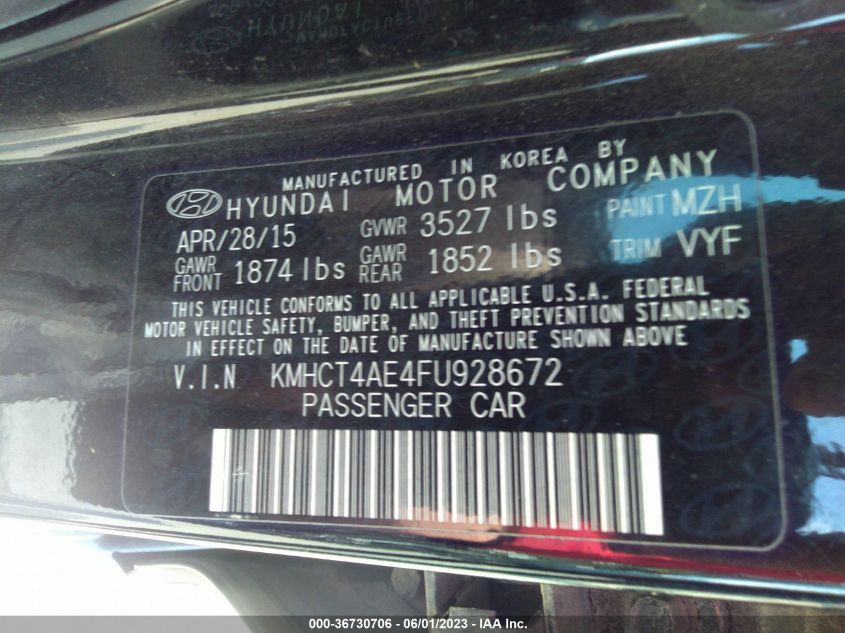 MANUFACTURED IN KOREA BY
HYUNDAI MOTOR COMPANY
APR/28/15 GVWR 3527 lbs PAINT MZH
GAWR FRONT 1874 lbs GAWR REAR 1852 lbs TRIM VYF
THIS VEHICLE CONFORMS TO ALL APPLICABLE U.S.A. FEDERAL
MOTOR VEHICLE SAFETY, BUMPER, AND THEFT PREVENTION STANDARDS
IN EFFECT ON THE DATE OF MANUFACTURE SHOWN ABOVE
V.I.N KMHCT4AE4FU928672
PASSENGER CAR
000-36730706 - 06/01/2023 - IAA Inc.